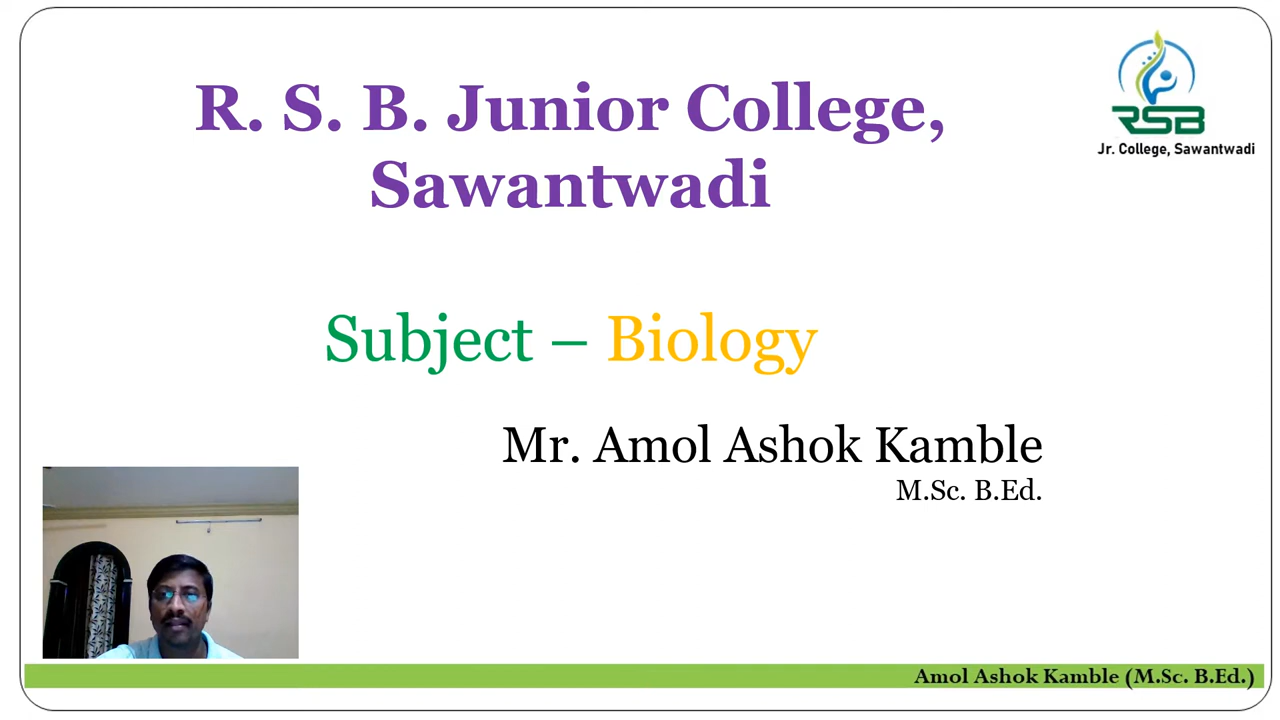 R. S. B. Junior College,
Sawantwadi
RSB
Jr. College, Sawantwadi
Subject – Biology
Mr. Amol Ashok Kamble
M.Sc. B.Ed.
Amol Ashok Kamble (M.Sc. B.Ed.)